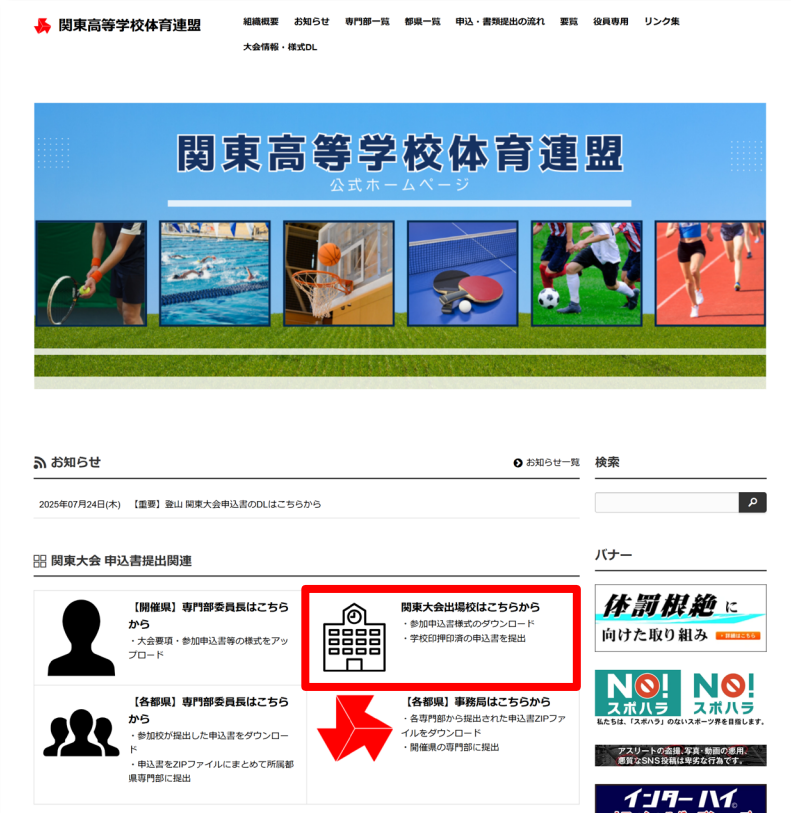 関東高等学校体育連盟
組織概要 お知らせ 専門部一覧 都県一覧 申込・書類提出の流れ 要覧 役員専用 リンク集
大会情報・様式DL
関東高等学校体育連盟
公式ホームページ
お知らせ
お知らせ一覧
2025年07月24日(木) 【重要】登山 関東大会申込書のDLはこちらから
関東大会 申込書提出関連
【開催県】専門部委員長はこちら
から
・大会要項・参加申込書等の様式をアッ
プロード
関東大会出場校はこちらから
・参加申込書様式のダウンロード
・学校印押印済の申込書を提出
【各都県】専門部委員長はこちら
から
・参加校が提出した申込書をダウンロー
ド
・申込書をZIPファイルにまとめて所属都
県専門部に提出
【各都県】事務局はこちらから
・各専門部から提出された申込書ZIPファ
イルをダウンロード
・開催県の専門部に提出
検索
バナー
体罰根絶に
向けた取り組み
詳細はこちら
NO!
スポハラ
NO!
スポハラ
私たちは、「スポハラ」のないスポーツ界を目指します。
アスリートの盗撮、写真・動画の悪用、
悪質なSNS投稿は卑劣な行為です。
インターハイ